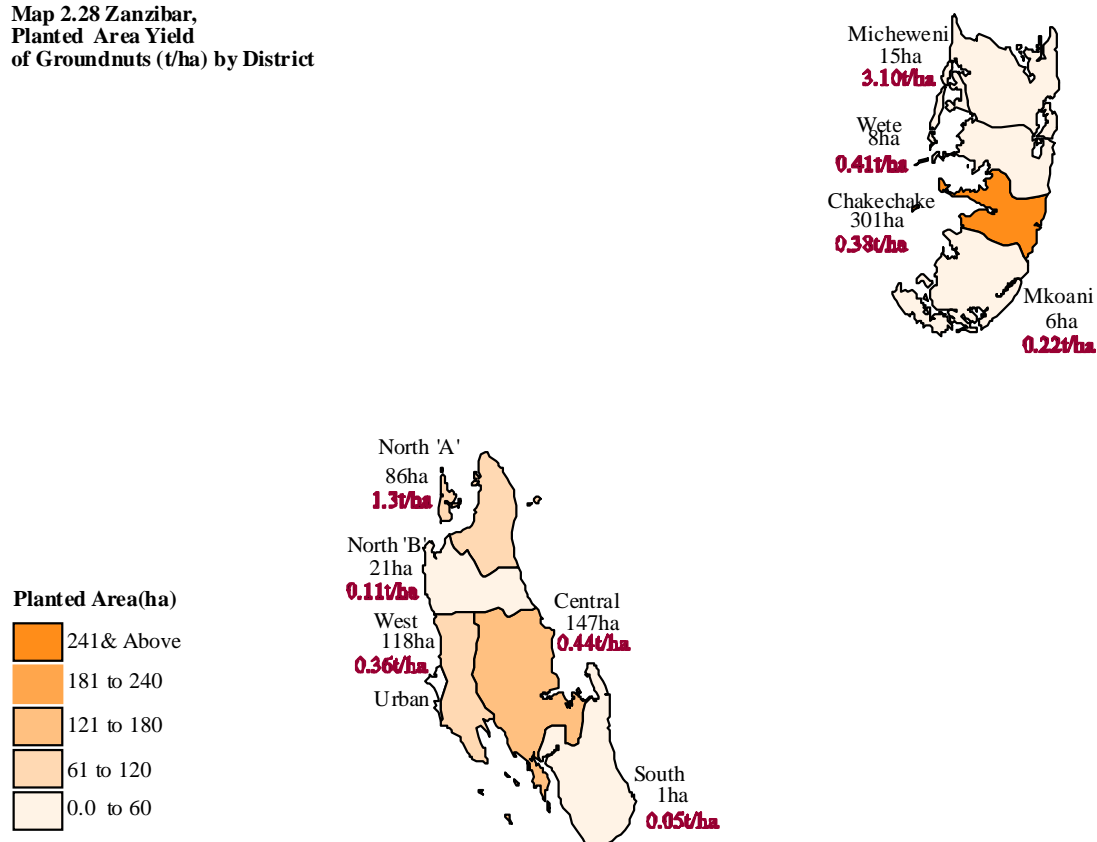 Map 2.28 Zanzibar,
Planted Area Yield
of Groundnuts (t/ha) by District
Micheweni
15ha
3.10t/ha
Wete
8ha
0.41t/ha
Chakechake
301ha
0.38t/ha
Mkoani
6ha
0.22t/ha
North 'A'
86ha
1.3t/ha
North 'B'
21ha
0.11t/ha
Central
147ha
0.44t/ha
West
118ha
0.36t/ha
Urban
South
1ha
0.05t/ha
Planted Area(ha)
241& Above
181 to 240
121 to 180
61 to 120
0.0 to 60